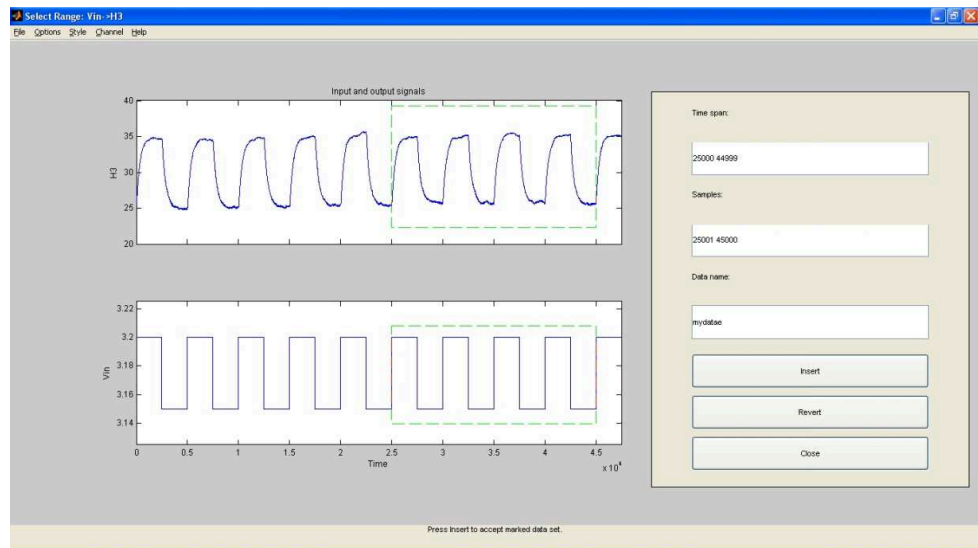 Select Range: Vin->H3
File Options Style Channel Help
Input and output signals
40
35
30
25
20
H3
3.22
3.2
3.18
3.16
3.14
Vin
0 0.5 1 1.5 2 2.5 3 3.5 4 4.5
Time
x 10⁴
Time span:
25000 44999
Samples:
25001 45000
Data name:
mydatae
Insert
Revert
Close
Press Insert to accept marked data set.